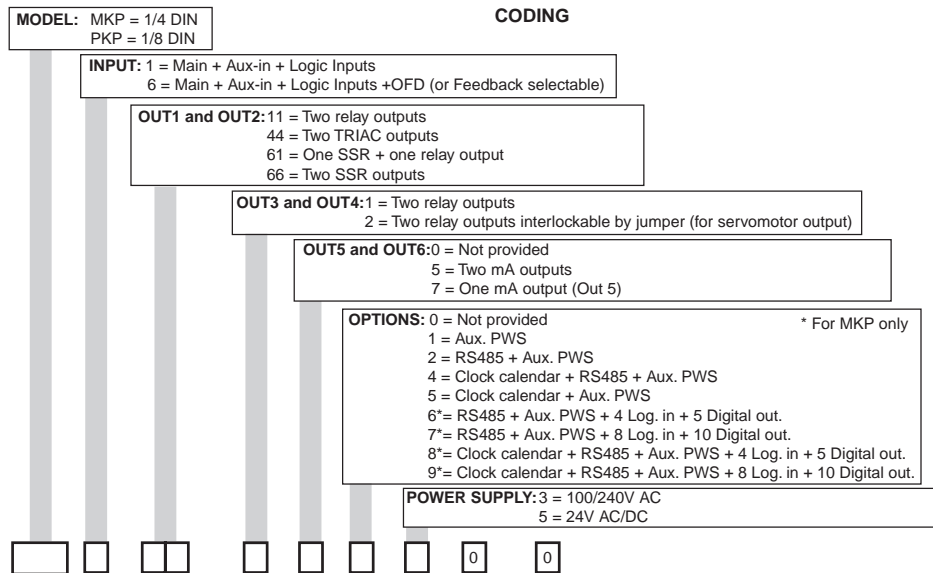 CODING
MODEL: MKP = 1/4 DIN
PKP = 1/8 DIN
INPUT: 1 = Main + Aux-in + Logic Inputs
6 = Main + Aux-in + Logic Inputs +OFD (or Feedback selectable)
OUT1 and OUT2: 11 = Two relay outputs
44 = Two TRIAC outputs
61 = One SSR + one relay output
66 = Two SSR outputs
OUT3 and OUT4: 1 = Two relay outputs
2 = Two relay outputs interlockable by jumper (for servomotor output)
OUT5 and OUT6: 0 = Not provided
5 = Two mA outputs
7 = One mA output (Out 5)
OPTIONS: 0 = Not provided * For MKP only
1 = Aux. PWS
2 = RS485 + Aux. PWS
4 = Clock calendar + RS485 + Aux. PWS
5 = Clock calendar + Aux. PWS
6*= RS485 + Aux. PWS + 4 Log. in + 5 Digital out.
7*= RS485 + Aux. PWS + 8 Log. in + 10 Digital out.
8*= Clock calendar + RS485 + Aux. PWS + 4 Log. in + 5 Digital out.
9*= Clock calendar + RS485 + Aux. PWS + 8 Log. in + 10 Digital out.
POWER SUPPLY: 3 = 100/240V AC
5 = 24V AC/DC
0 0